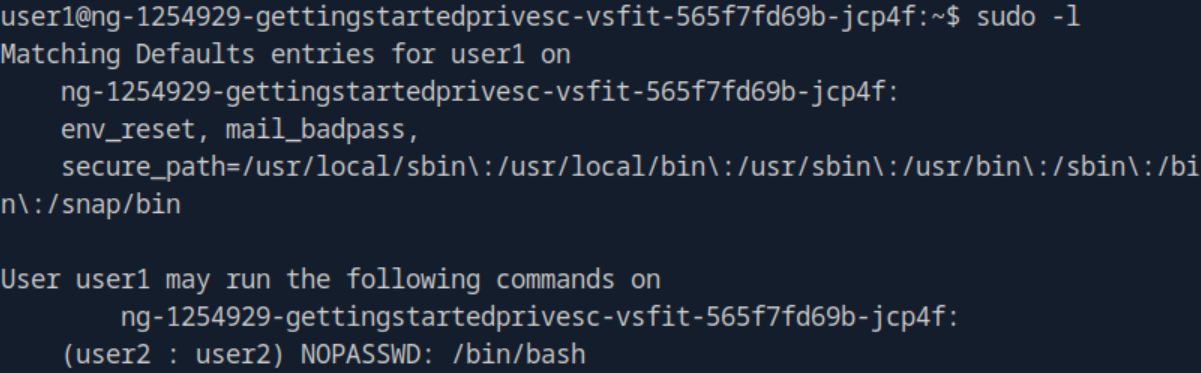 user1@ng-1254929-gettingstartedprivesc-vsfit-565f7fd69b-jcp4f:~$ sudo -l
Matching Defaults entries for user1 on
    ng-1254929-gettingstartedprivesc-vsfit-565f7fd69b-jcp4f:
    env_reset, mail_badpass,
    secure_path=/usr/local/sbin\:/usr/local/bin\:/usr/sbin\:/usr/bin\:/sbin\:/bi
n\:/snap/bin

User user1 may run the following commands on
        ng-1254929-gettingstartedprivesc-vsfit-565f7fd69b-jcp4f:
    (user2 : user2) NOPASSWD: /bin/bash